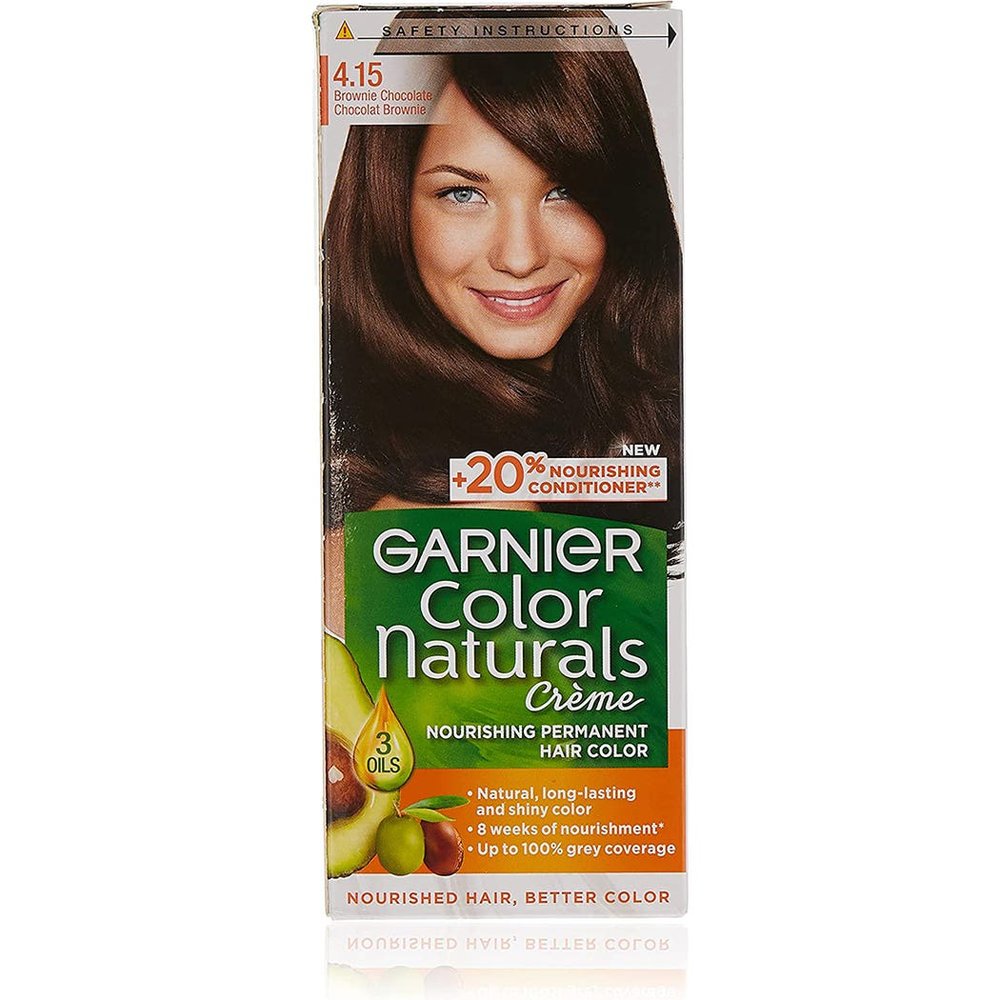 SAFETY INSTRUCTIONS
4.15
Brownie Chocolate
Chocolat Brownie
NEW
+20% NOURISHING
CONDITIONER**
GARNIER
Color
Naturals
Crème
NOURISHING PERMANENT
HAIR COLOR
3
OILS
• Natural, long-lasting
and shiny color
• 8 weeks of nourishment*
• Up to 100% grey coverage
NOURISHED HAIR, BETTER COLOR